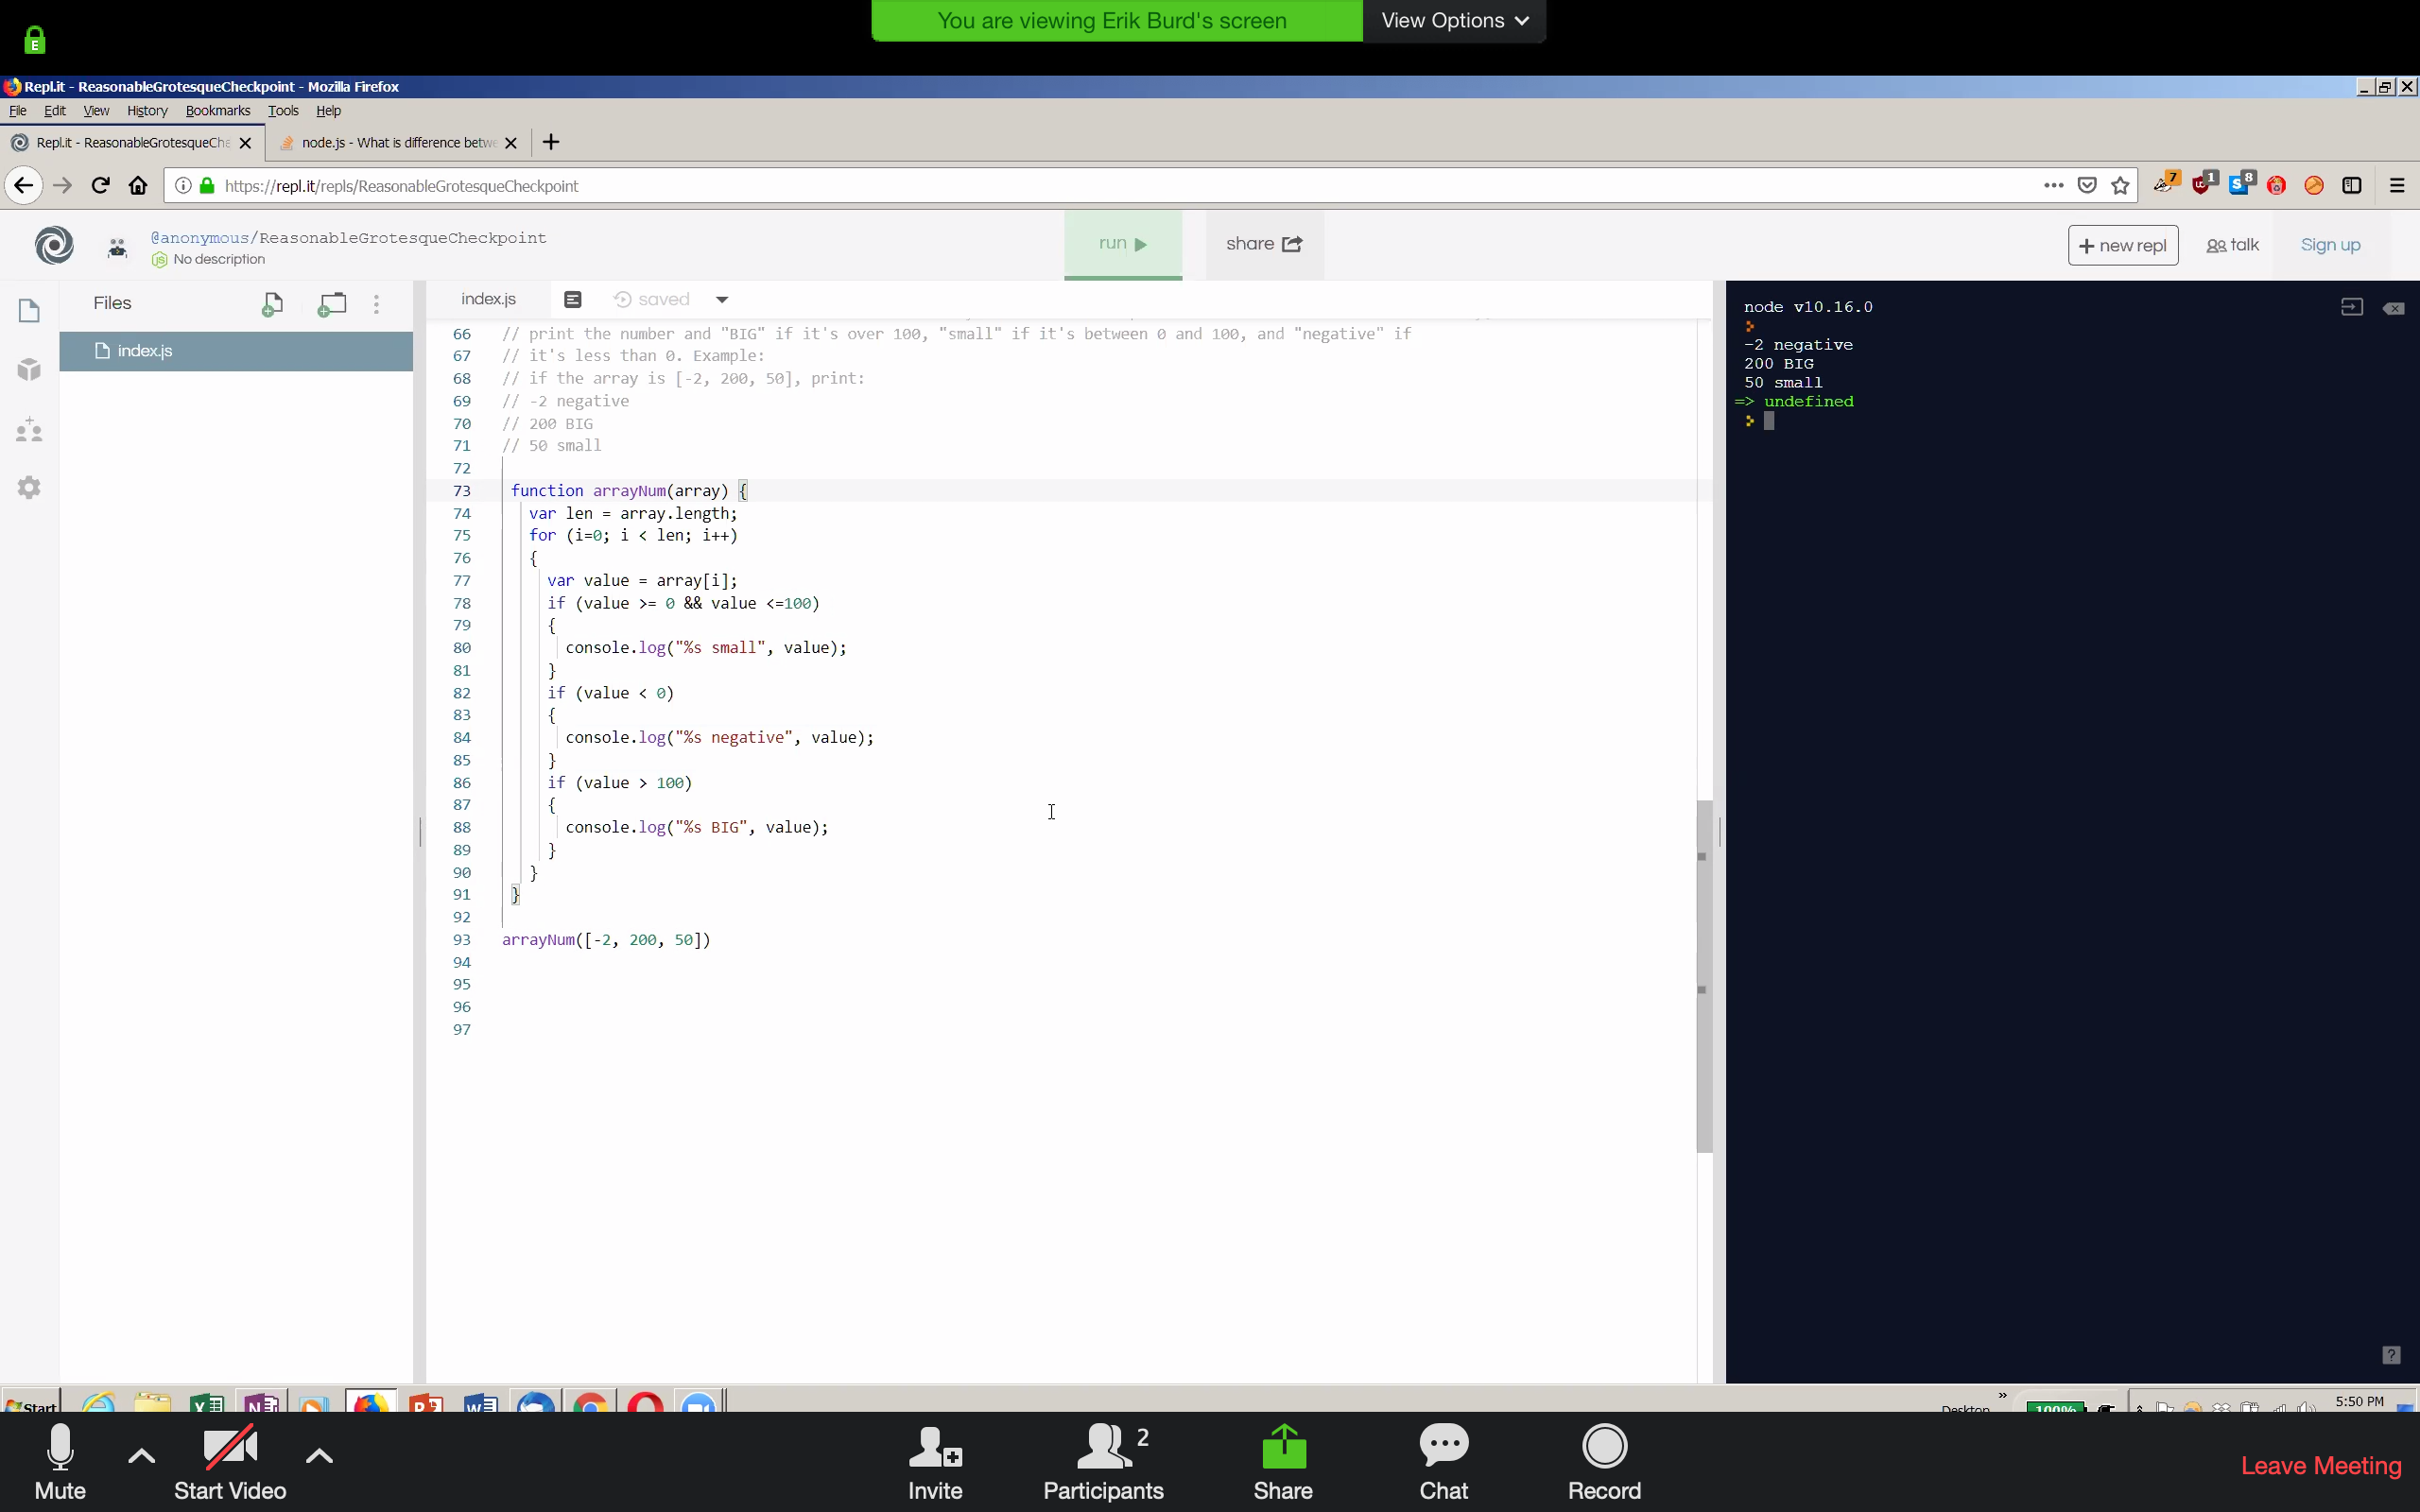 You are viewing Erik Burd's screen View Options
E
Repl.it - ReasonableGrotesqueCheckpoint - Mozilla Firefox
File Edit View History Bookmarks Tools Help
Repl.it - ReasonableGrotesqueChe node.js - What is difference betwe
https://repl.it/repls/ReasonableGrotesqueCheckpoint 7 1 8
@anonymous/ReasonableGrotesqueCheckpoint
No description
run share + new repl talk Sign up
Files index.js saved
index.js
66 // print the number and "BIG" if it's over 100, "small" if it's between 0 and 100, and "negative" if
67 // it's less than 0. Example:
68 // if the array is [-2, 200, 50], print:
69 // -2 negative
70 // 200 BIG
71 // 50 small
72
73 function arrayNum(array) {
74 var len = array.length;
75 for (i=0; i < len; i++)
76 {
77 var value = array[i];
78 if (value >= 0 && value <=100)
79 {
80 console.log("%s small", value);
81 }
82 if (value < 0)
83 {
84 console.log("%s negative", value);
85 }
86 if (value > 100)
87 {
88 console.log("%s BIG", value);
89 }
90 }
91 }
92
93 arrayNum([-2, 200, 50])
94
95
96
97
node v10.16.0
-2 negative
200 BIG
50 small
=> undefined
?
Start Desktop 100% 5:50 PM
Mute Start Video Invite Participants 2 Share Chat Record Leave Meeting